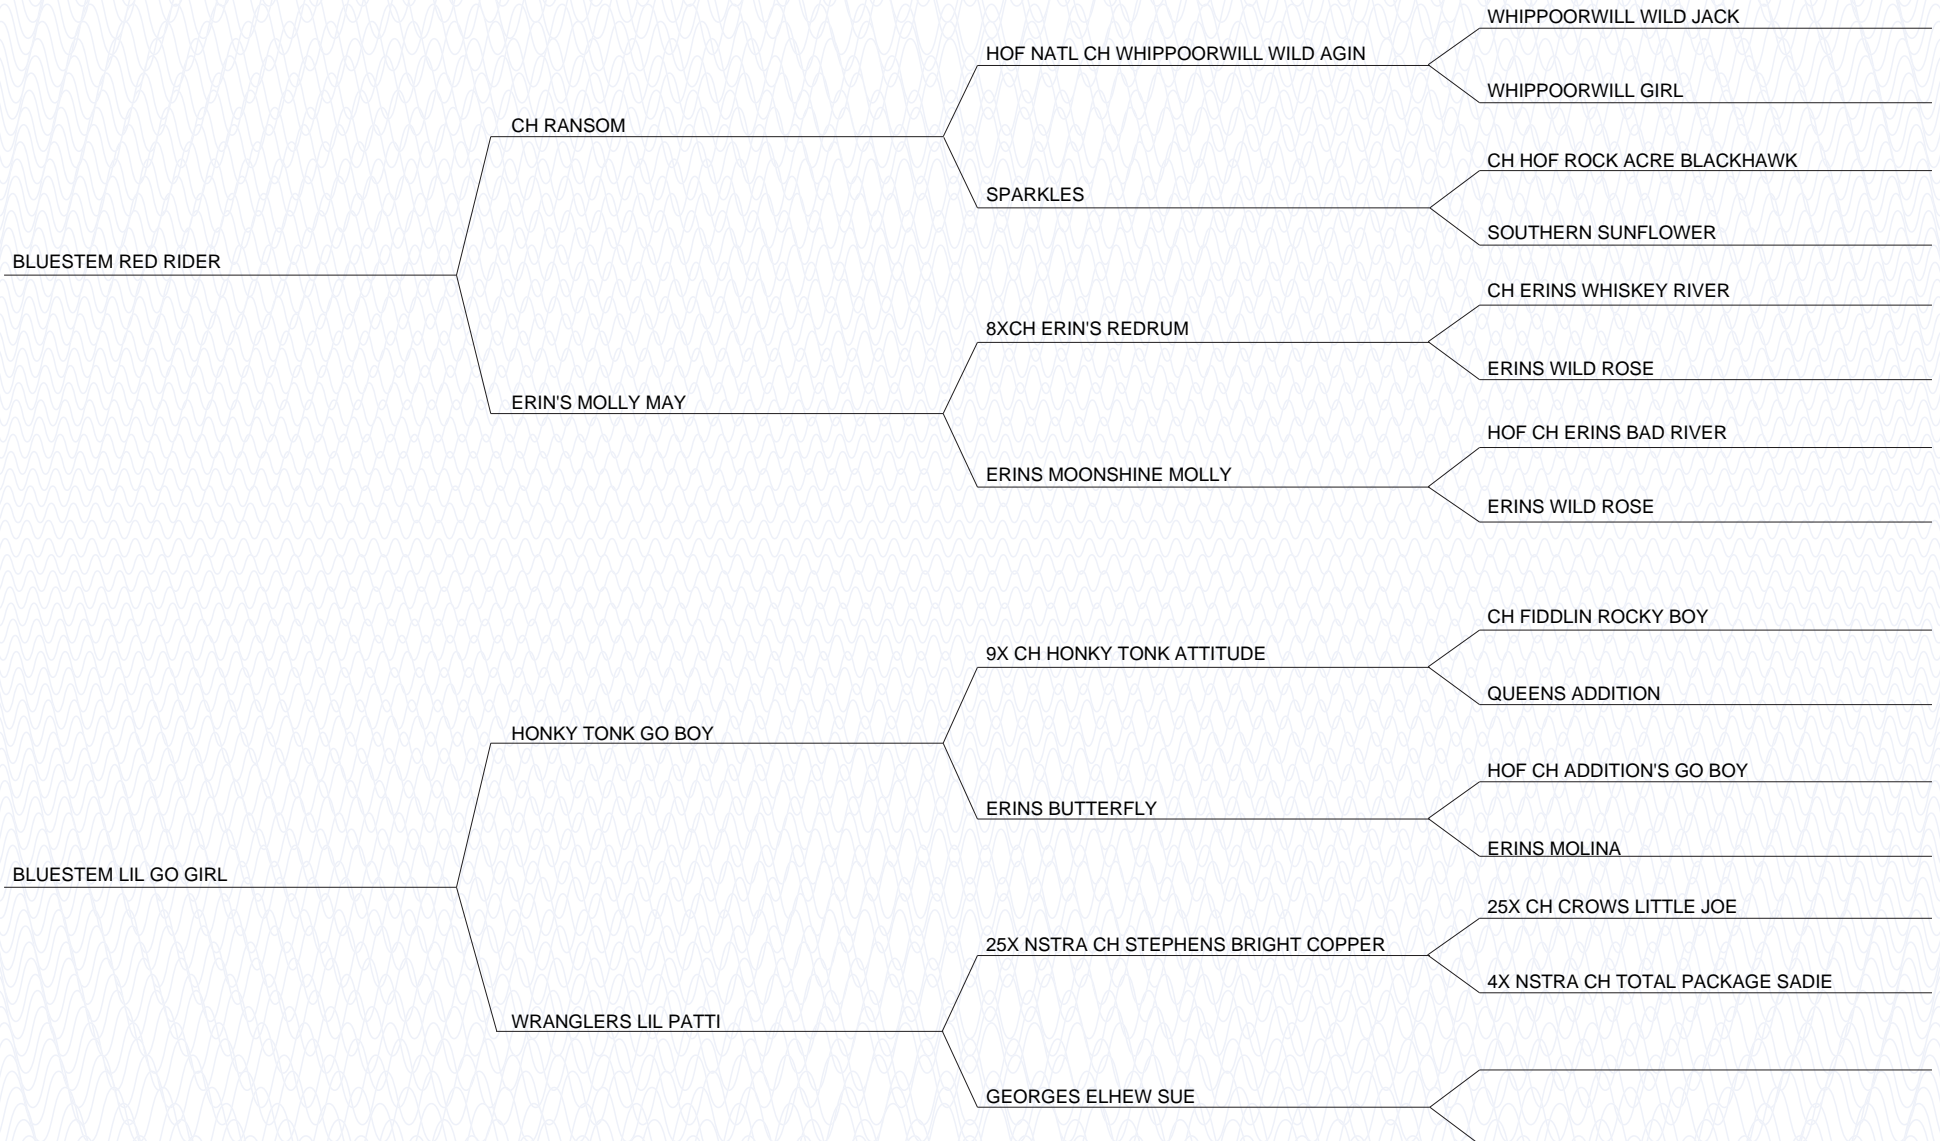 WHIPPOORWILL WILD JACK
HOF NATL CH WHIPPOORWILL WILD AGIN
WHIPPOORWILL GIRL
CH RANSOM
CH HOF ROCK ACRE BLACKHAWK
SPARKLES
SOUTHERN SUNFLOWER
BLUESTEM RED RIDER
CH ERINS WHISKEY RIVER
8XCH ERIN'S REDRUM
ERINS WILD ROSE
ERIN'S MOLLY MAY
HOF CH ERINS BAD RIVER
ERINS MOONSHINE MOLLY
ERINS WILD ROSE
CH FIDDLIN ROCKY BOY
9X CH HONKY TONK ATTITUDE
QUEENS ADDITION
HONKY TONK GO BOY
HOF CH ADDITION'S GO BOY
ERINS BUTTERFLY
ERINS MOLINA
BLUESTEM LIL GO GIRL
25X CH CROWS LITTLE JOE
25X NSTRA CH STEPHENS BRIGHT COPPER
4X NSTRA CH TOTAL PACKAGE SADIE
WRANGLERS LIL PATTI
GEORGES ELHEW SUE